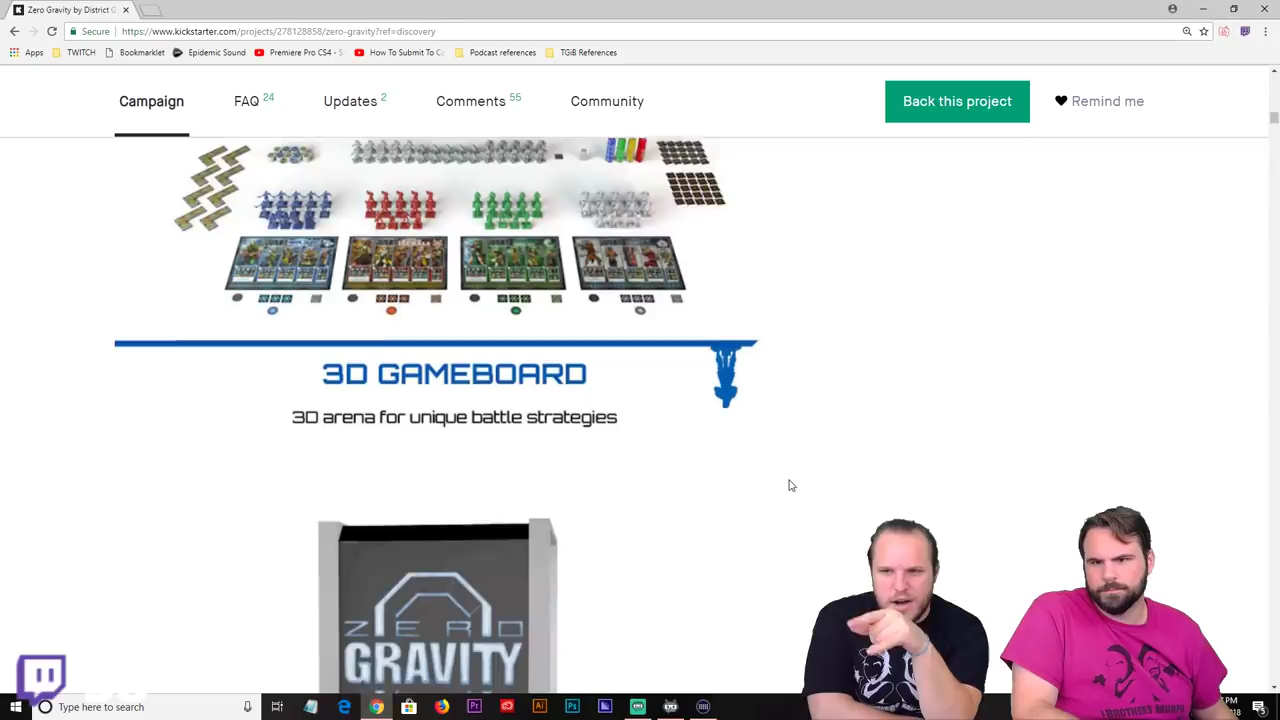 Zero Gravity by District G
Secure
https://www.kickstarter.com/projects/278128858/zero-gravity?ref=discovery
Apps
TWITCH
Bookmarklet
Epidemic Sound
Premiere Pro CS4 - S
How To Submit To Co
Podcast references
TGiB References
Campaign
FAQ 24
Updates 2
Comments 55
Community
Back this project
Remind me
3D GAMEBOARD
3D arena for unique battle strategies
ZERO
GRAVITY
BROTHERS MURPH
Type here to search